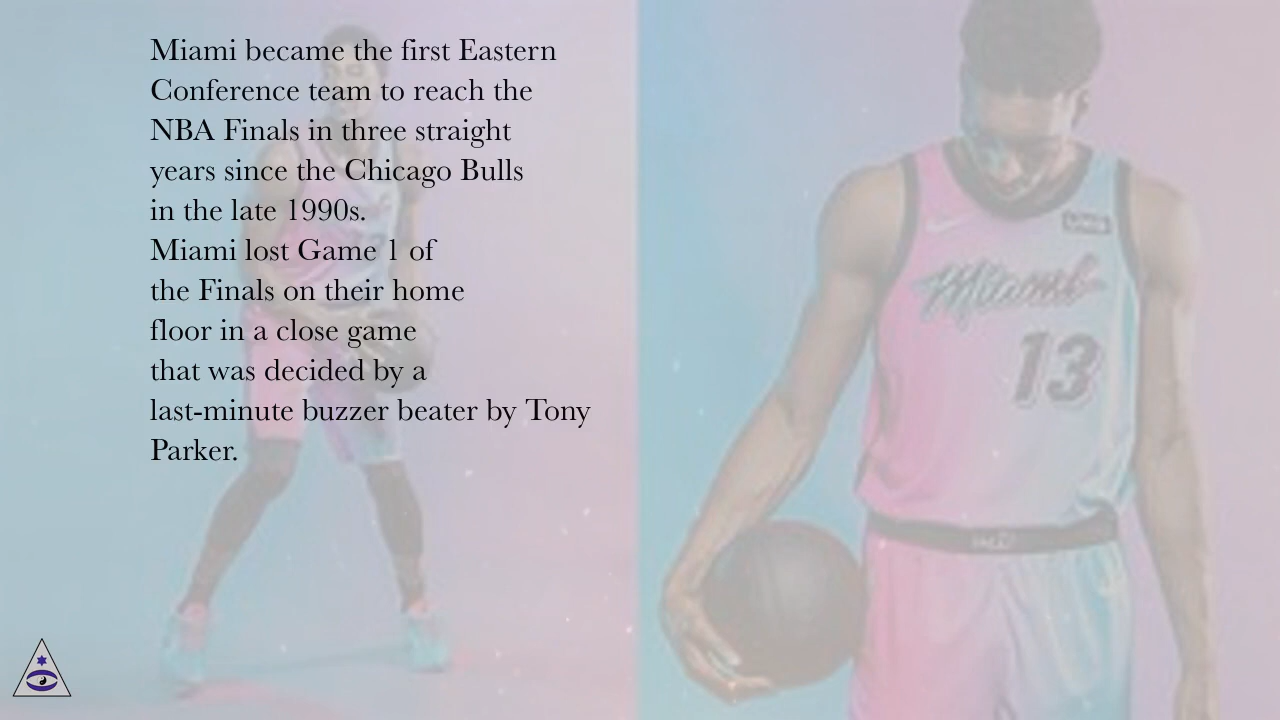 Miami became the first Eastern
Conference team to reach the
NBA Finals in three straight
years since the Chicago Bulls
in the late 1990s.
Miami lost Game 1 of
the Finals on their home
floor in a close game
that was decided by a
last-minute buzzer beater by Tony
Parker.
Miami
13